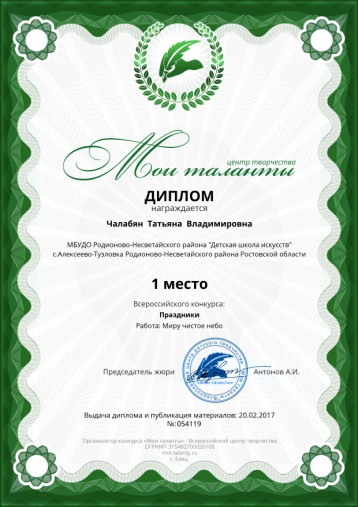 центр творчества
Мои таланты
ДИПЛОМ
награждается
Чалабян Татьяна Владимировна
МБУДО Родионово-Несветайского района "Детская школа искусств"
с.Алексеево-Тузловка Родионово-Несветайского района Ростовской области
1 место
Всероссийского конкурса:
Праздники
Работа: Миру чистое небо
Председатель жюри
Антонов А.И.
Выдача диплома и публикация материалов: 20.02.2017
№:054119
Организатор конкурса «Мои таланты» - Всероссийский центр творчества
ОГРНИП 315482700026100
moi-talanty.ru
г. Елец